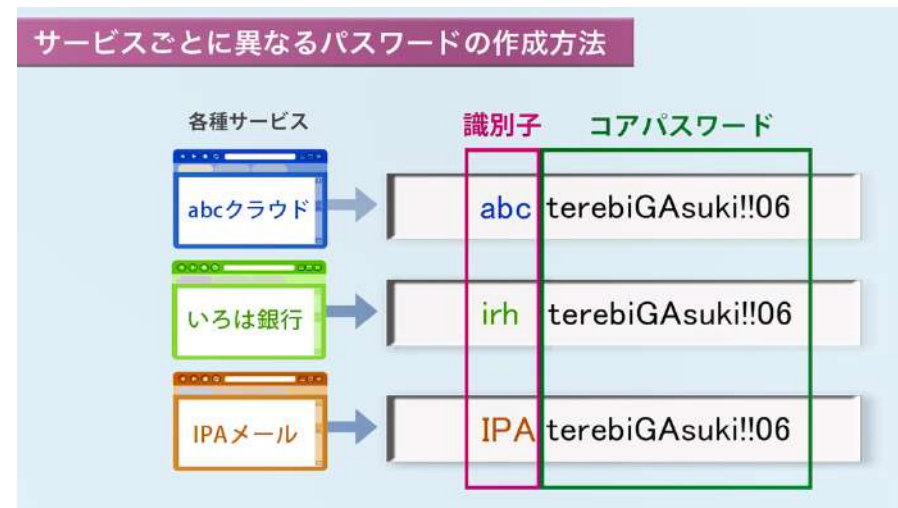 サービスごとに異なるパスワードの作成方法
各種サービス
識別子
コアパスワード
abcクラウド
abc terebiGAsuki!!06
いろは銀行
irh terebiGAsuki!!06
IPAメール
IPA terebiGAsuki!!06